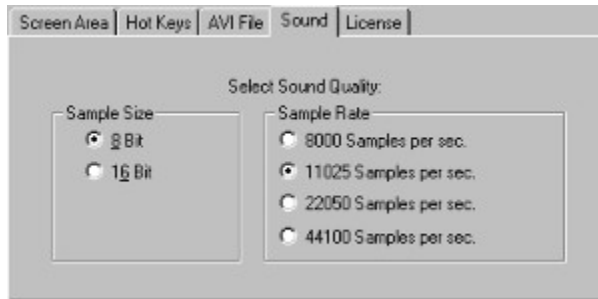 Screen Area Hot Keys AVI File Sound License
Select Sound Quality:
Sample Size
8 Bit
16 Bit
Sample Rate
8000 Samples per sec.
11025 Samples per sec.
22050 Samples per sec.
44100 Samples per sec.